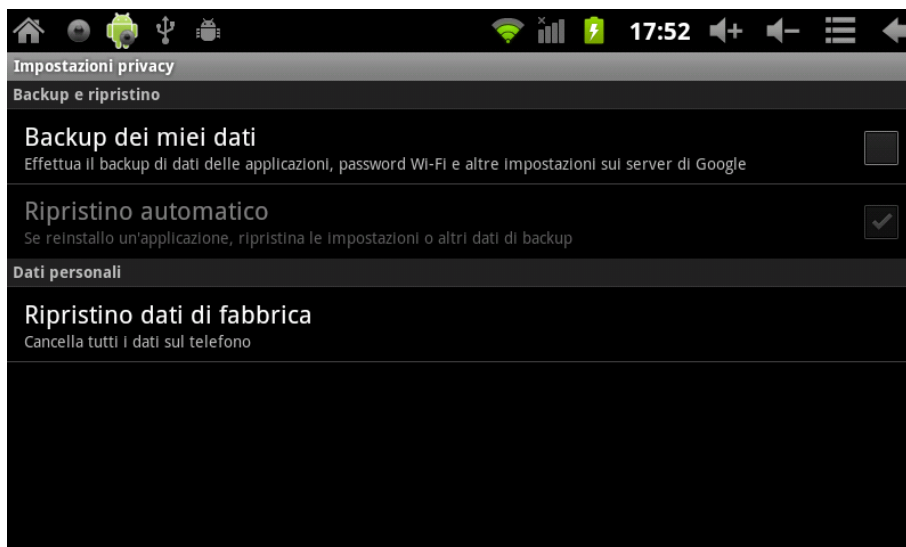 17:52
Impostazioni privacy
Backup e ripristino
Backup dei miei dati
Effettua il backup di dati delle applicazioni, password Wi-Fi e altre impostazioni sui server di Google
Ripristino automatico
Se reinstallo un'applicazione, ripristina le impostazioni o altri dati di backup
Dati personali
Ripristino dati di fabbrica
Cancella tutti i dati sul telefono